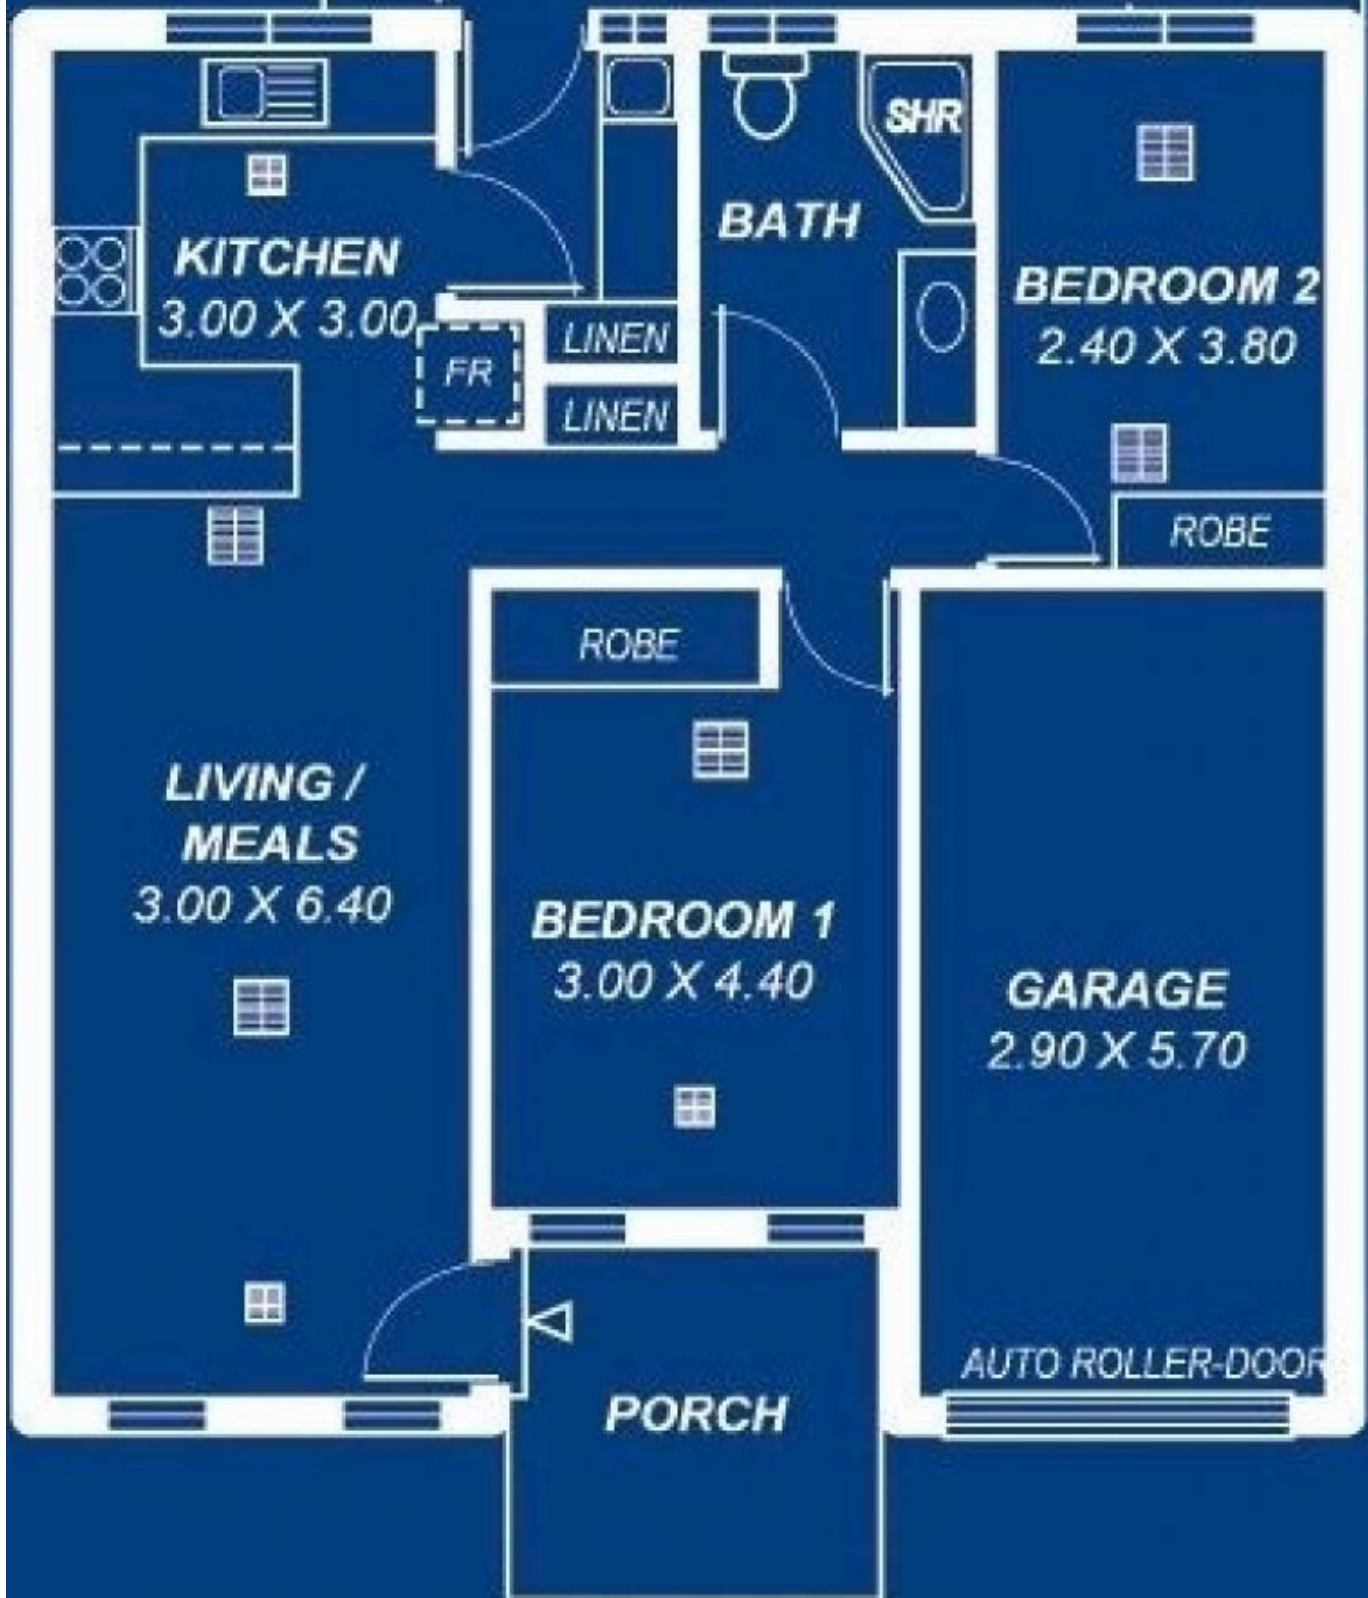 SHR
BATH
KITCHEN
3.00 X 3.00
BEDROOM 2
2.40 X 3.80
LINEN
FR
LINEN
ROBE
ROBE
LIVING /
MEALS
3.00 X 6.40
BEDROOM 1
3.00 X 4.40
GARAGE
2.90 X 5.70
AUTO ROLLER-DOOR
PORCH